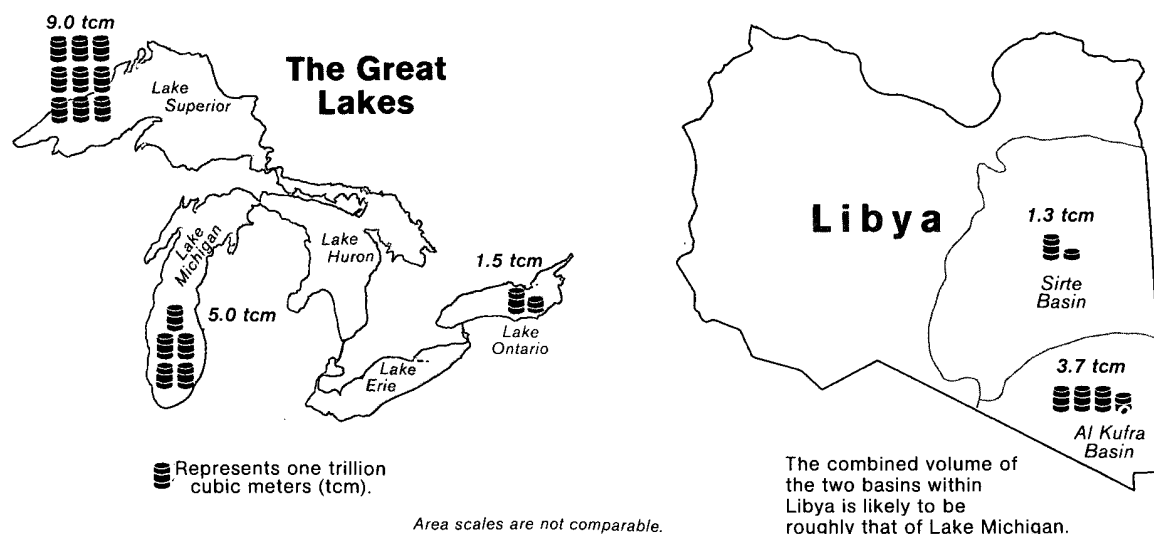 9.0 tcm
The Great
Lakes
Lake
Superior
Lake
Michigan
Lake
Huron
5.0 tcm
1.5 tcm
Lake
Ontario
Lake
Erie
Represents one trillion
cubic meters (tcm).
Area scales are not comparable.
Libya
1.3 tcm
Sirte
Basin
3.7 tcm
Al Kufra
Basin
The combined volume of
the two basins within
Libya is likely to be
roughly that of Lake Michigan.